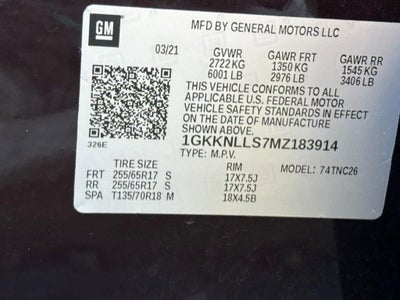 GM
MFD BY GENERAL MOTORS LLC
03/21 GVWR GAWR FRT GAWR RR
2722 KG 1350 KG 1545 KG
6001 LB 2976 LB 3406 LB
THIS VEHICLE CONFORMS TO ALL
APPLICABLE U.S. FEDERAL MOTOR
VEHICLE SAFETY STANDARDS IN EFFECT
ON THE DATE OF MANUFACTURE SHOWN ABOVE.
326E 1GKKNLLS7MZ183914
TYPE: M.P.V. MODEL: 74TNC26
TIRE SIZE RIM
FRT 255/65R17 S 17X7.5J
RR 255/65R17 S 17X7.5J
SPA T135/70R18 M 18X4.5B